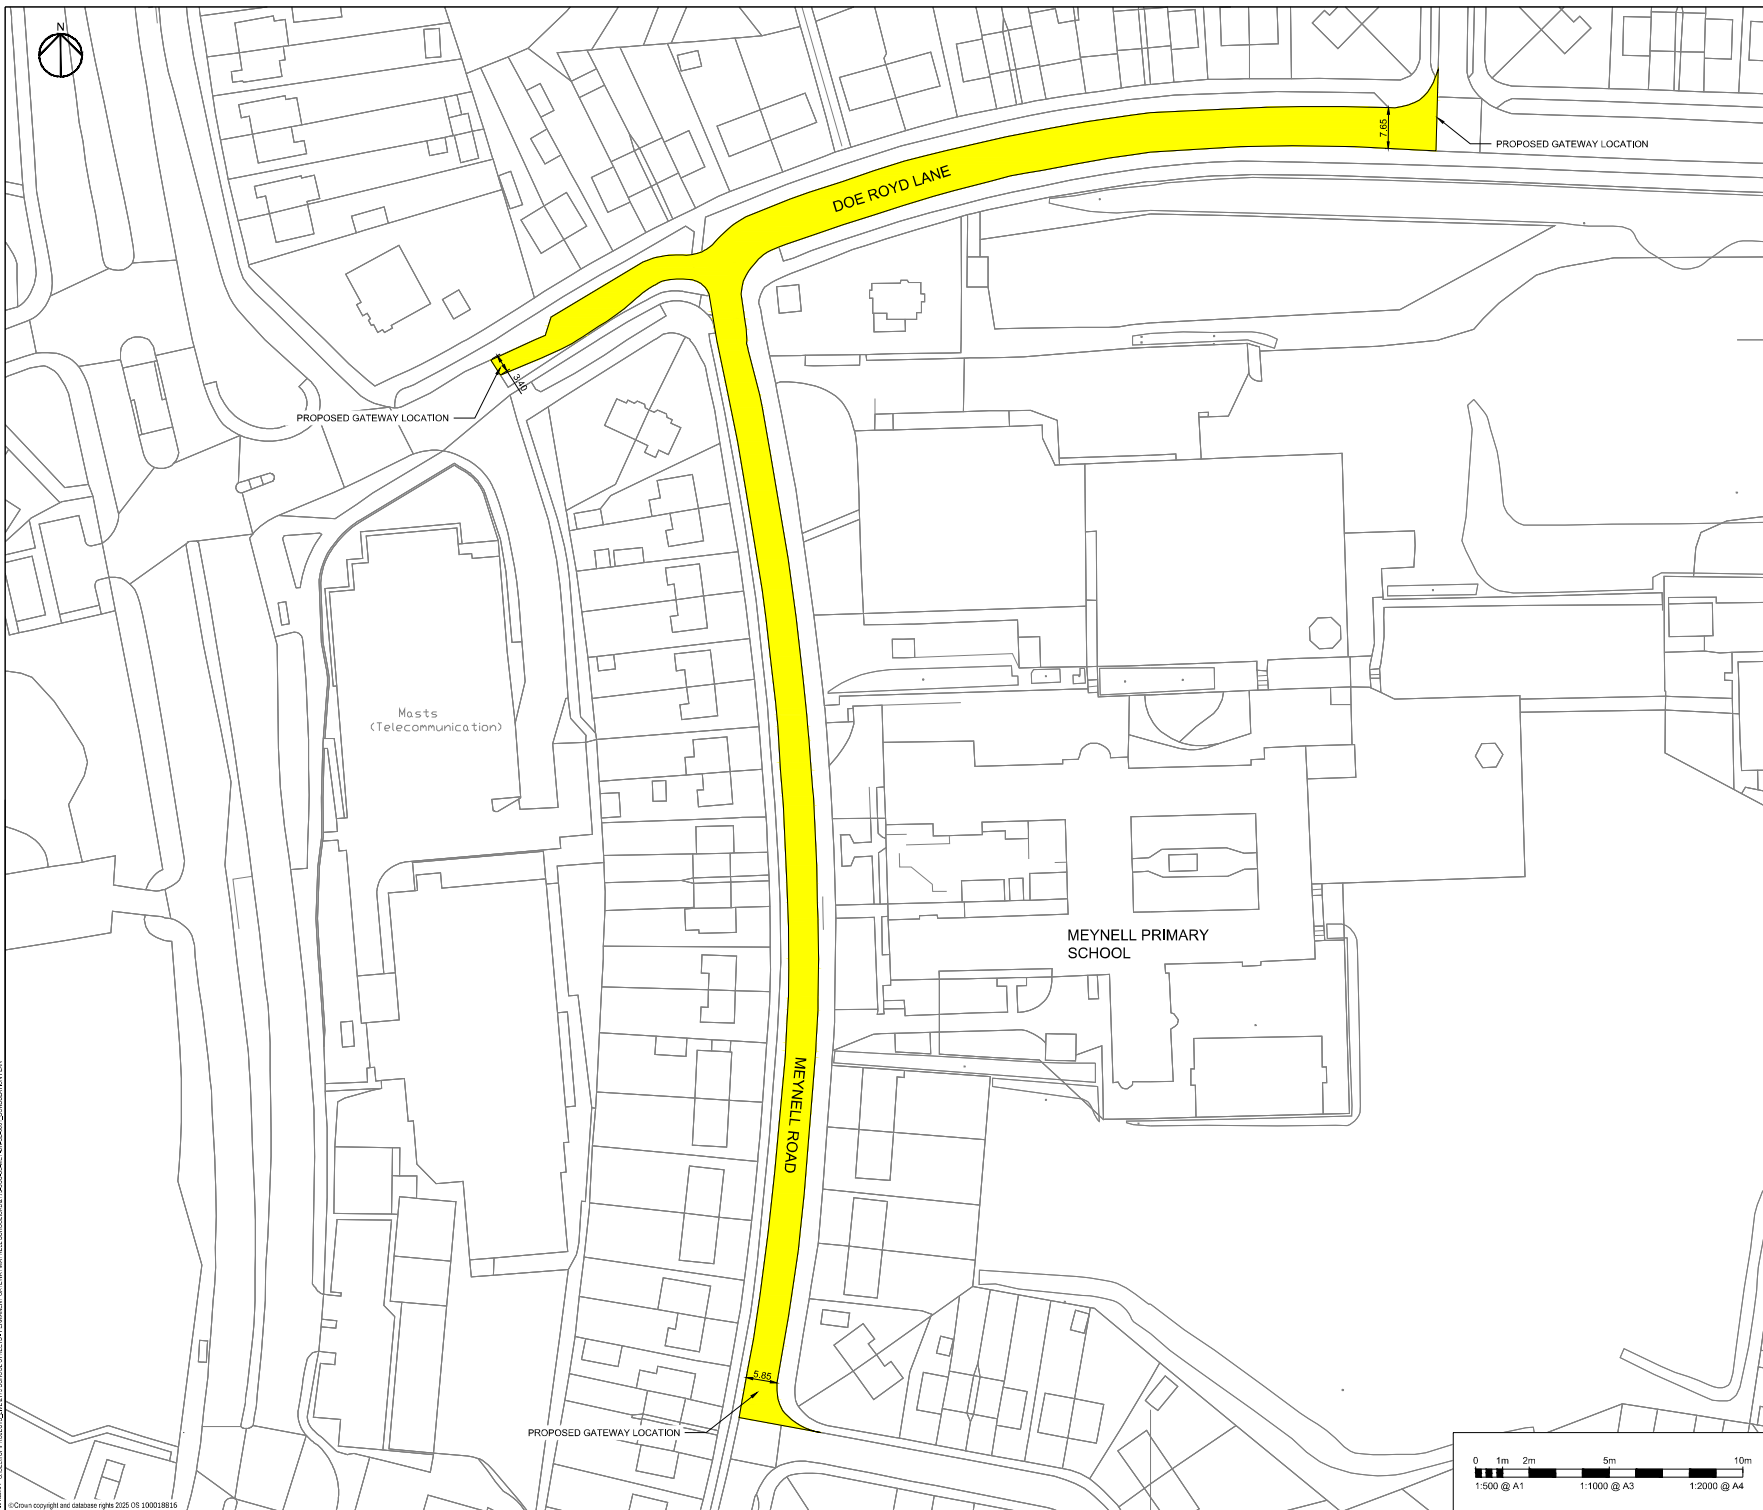 N
7.65
PROPOSED GATEWAY LOCATION
DOE ROYD LANE
3.40
PROPOSED GATEWAY LOCATION
Masts
(Telecommunication)
MEYNELL PRIMARY
SCHOOL
MEYNELL ROAD
5.85
PROPOSED GATEWAY LOCATION
0 1m 2m 5m 10m
1:500 @ A1 1:1000 @ A3 1:2000 @ A4
©Crown copyright and database rights 2025 OS 100018816